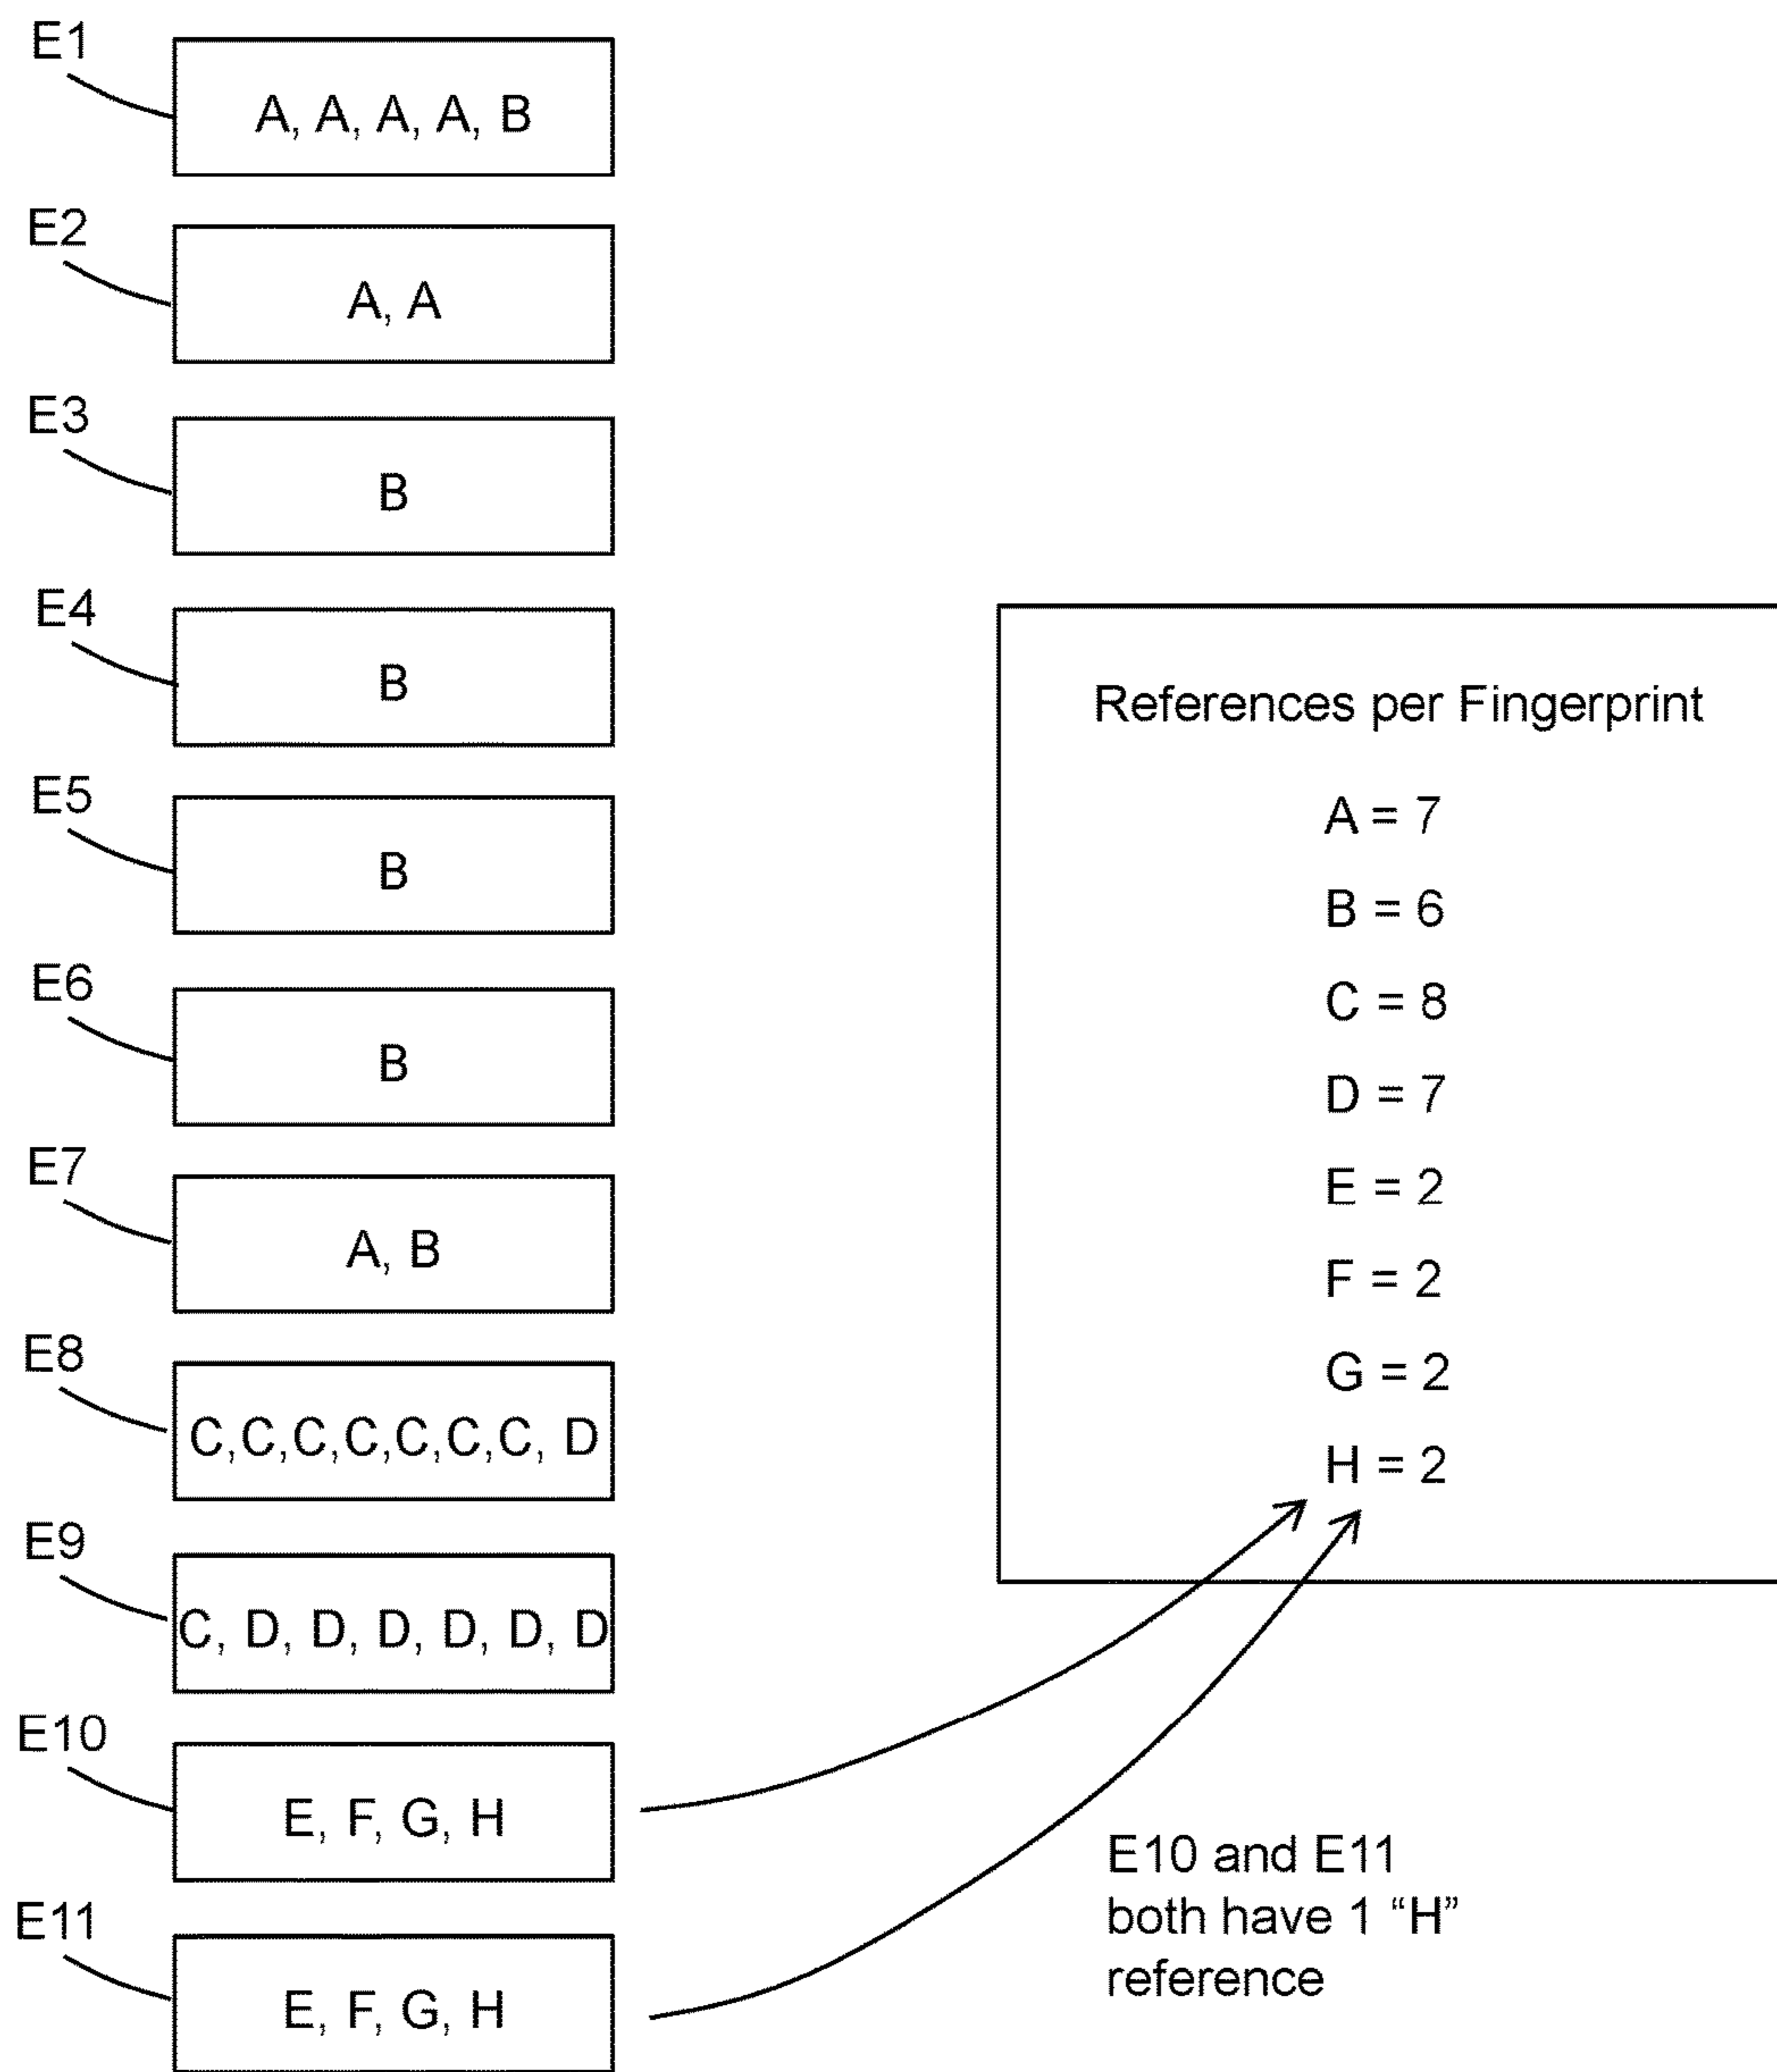 E1
A, A, A, A, B
E2
A, A
E3
B
E4
B
E5
B
E6
B
E7
A, B
E8
C,C,C,C,C,C,C, D
E9
C, D, D, D, D, D, D
E10
E, F, G, H
E11
E, F, G, H
References per Fingerprint
A = 7
B = 6
C = 8
D = 7
E = 2
F = 2
G = 2
H = 2
E10 and E11
both have 1 “H”
reference